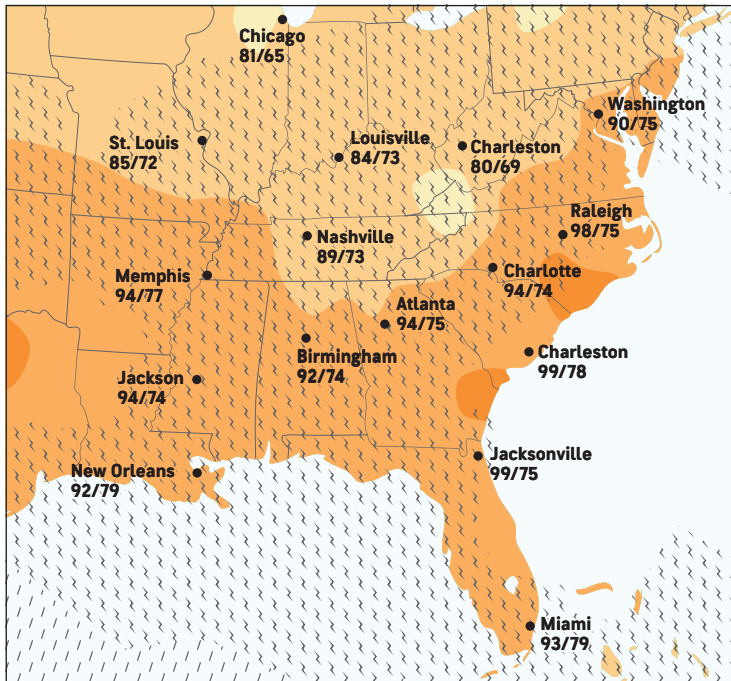 Chicago
81/65
Washington
90/75
St. Louis
85/72
Louisville
84/73
Charleston
80/69
Raleigh
98/75
Nashville
89/73
Memphis
94/77
Charlotte
94/74
Atlanta
94/75
Birmingham
92/74
Charleston
99/78
Jackson
94/74
Jacksonville
99/75
New Orleans
92/79
Miami
93/79